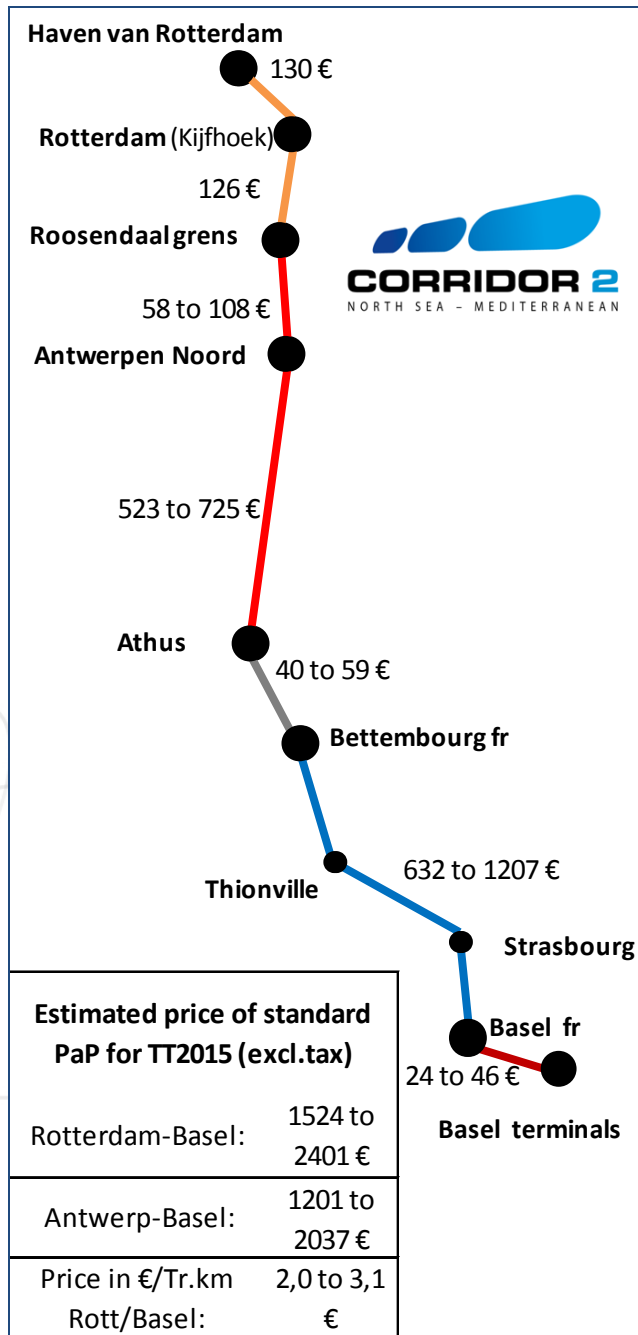 Haven van Rotterdam
130 €
Rotterdam (Kijfhoek)
126 €
Roosendaal grens
CORRIDOR 2
NORTH SEA – MEDITERRANEAN
58 to 108 €
Antwerpen Noord
523 to 725 €
Athus
40 to 59 €
Bettembourg fr
632 to 1207 €
Thionville
Strasbourg
Basel fr
24 to 46 €
Basel terminals
Estimated price of standard
PaP for TT2015 (excl.tax)
Rotterdam-Basel:
1524 to
2401 €
Antwerp-Basel:
1201 to
2037 €
Price in €/Tr.km
Rott/Basel:
2,0 to 3,1
€